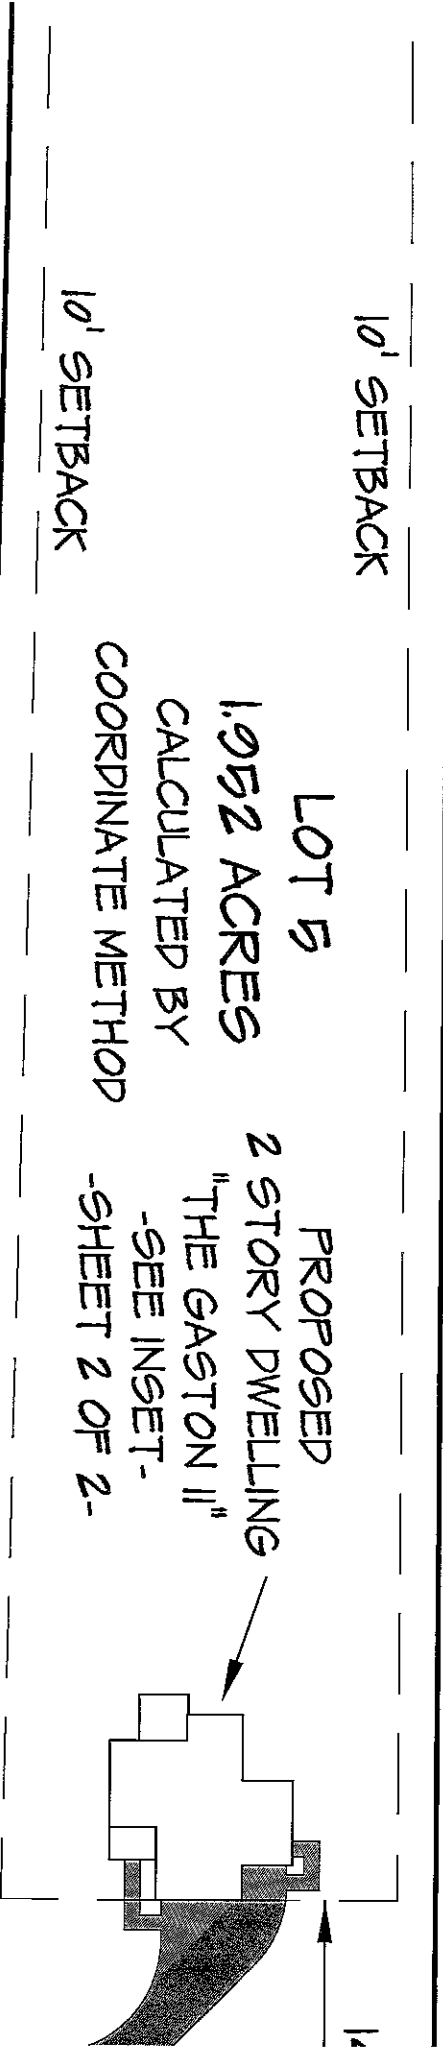 10' SETBACK
10' SETBACK
LOT 5
1.952 ACRES
CALCULATED BY
COORDINATE METHOD
PROPOSED
2 STORY DWELLING
"THE GASTON II"
-SEE INSET-
-SHEET 2 OF 2-